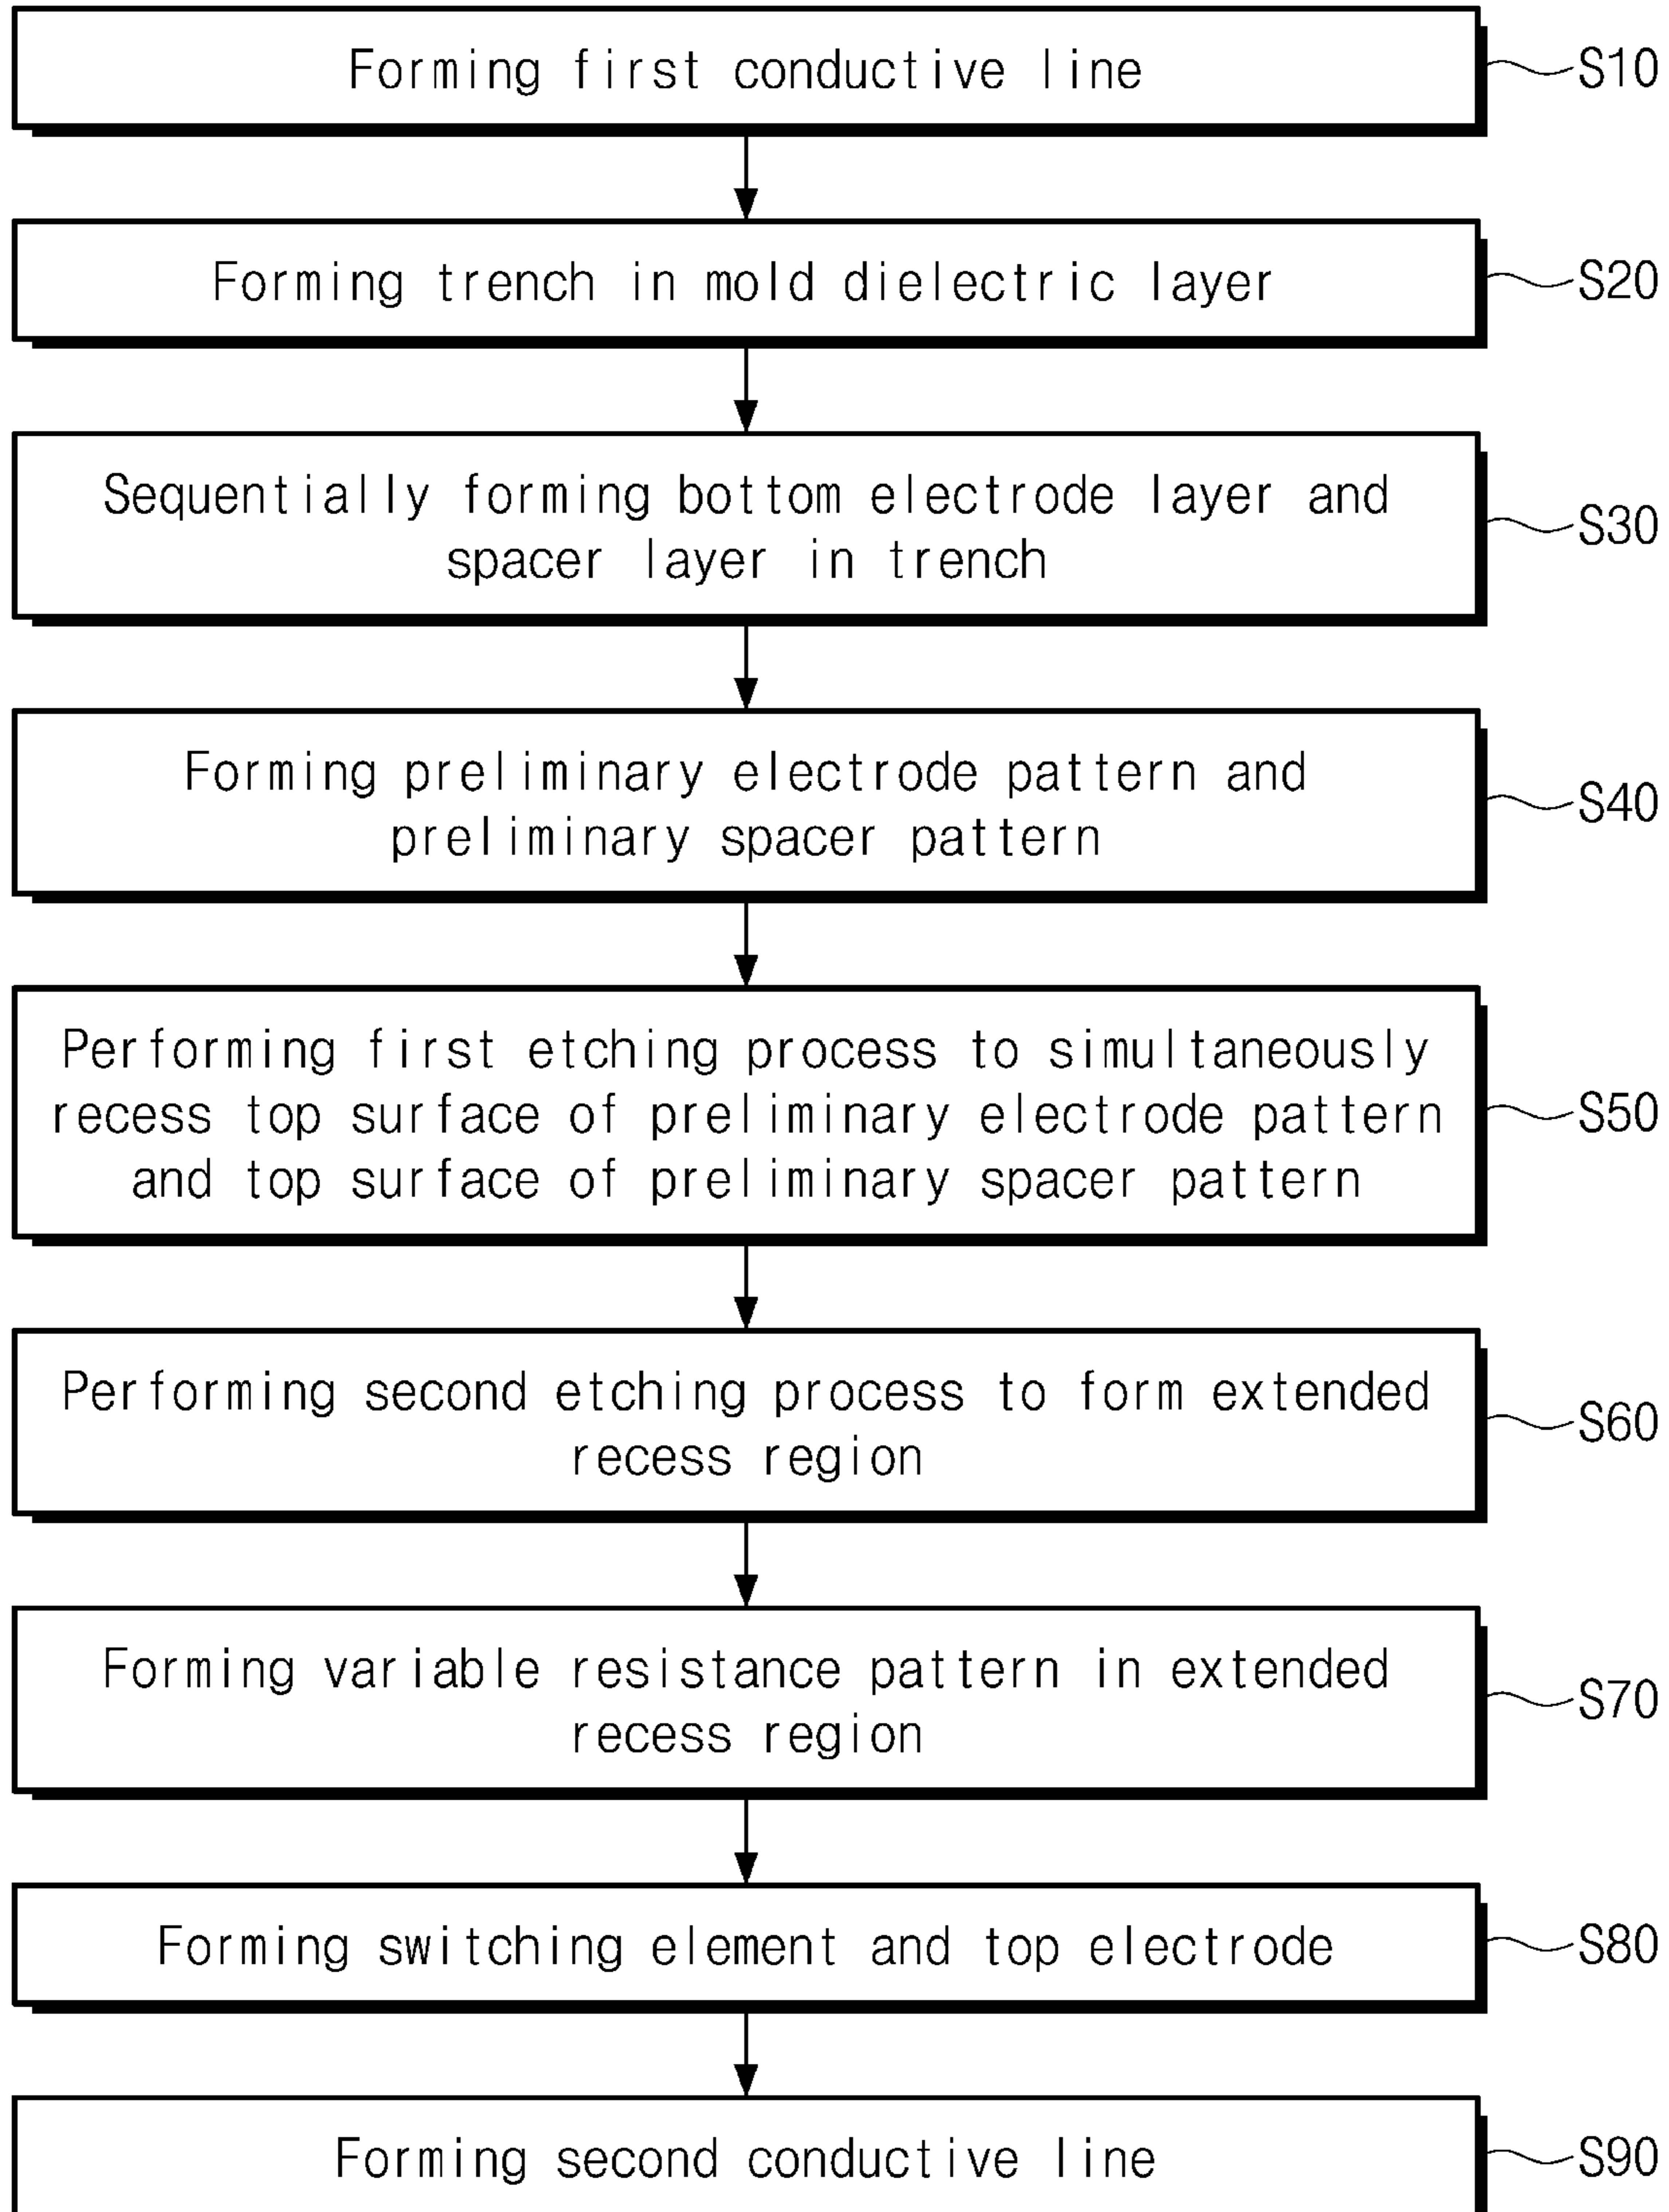 Forming first conductive line
S10
Forming trench in mold dielectric layer
S20
Sequentially forming bottom electrode layer and
spacer layer in trench
S30
Forming preliminary electrode pattern and
preliminary spacer pattern
S40
Performing first etching process to simultaneously
recess top surface of preliminary electrode pattern
and top surface of preliminary spacer pattern
S50
Performing second etching process to form extended
recess region
S60
Forming variable resistance pattern in extended
recess region
S70
Forming switching element and top electrode
S80
Forming second conductive line
S90